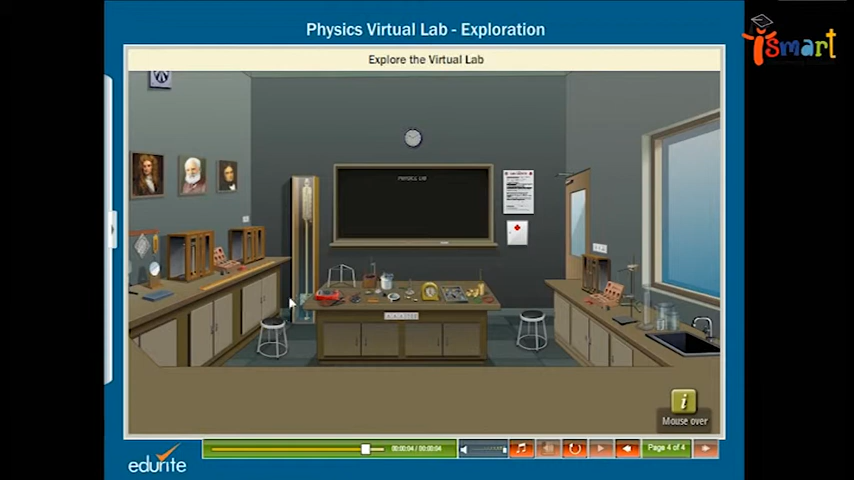 Physics Virtual Lab - Exploration
ismart
Explore the Virtual Lab
PHYSICS LAB
i
Mouse over
edurite
00:00:04 / 00:00:04
Page 4 of 4